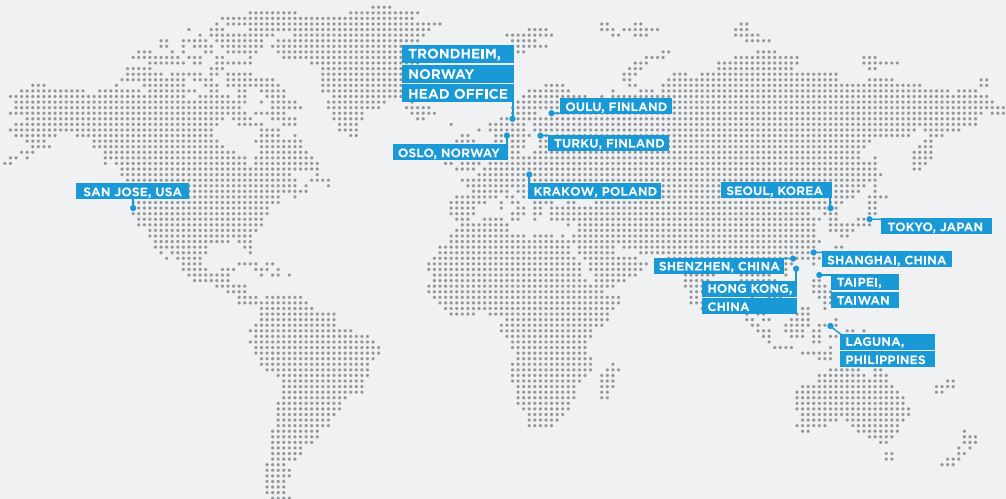 TRONDHEIM,
NORWAY
HEAD OFFICE
OULU, FINLAND
TURKU, FINLAND
OSLO, NORWAY
SAN JOSE, USA
KRAKOW, POLAND
SEOUL, KOREA
TOKYO, JAPAN
SHENZHEN, CHINA
SHANGHAI, CHINA
HONG KONG,
CHINA
TAIPEI,
TAIWAN
LAGUNA,
PHILIPPINES